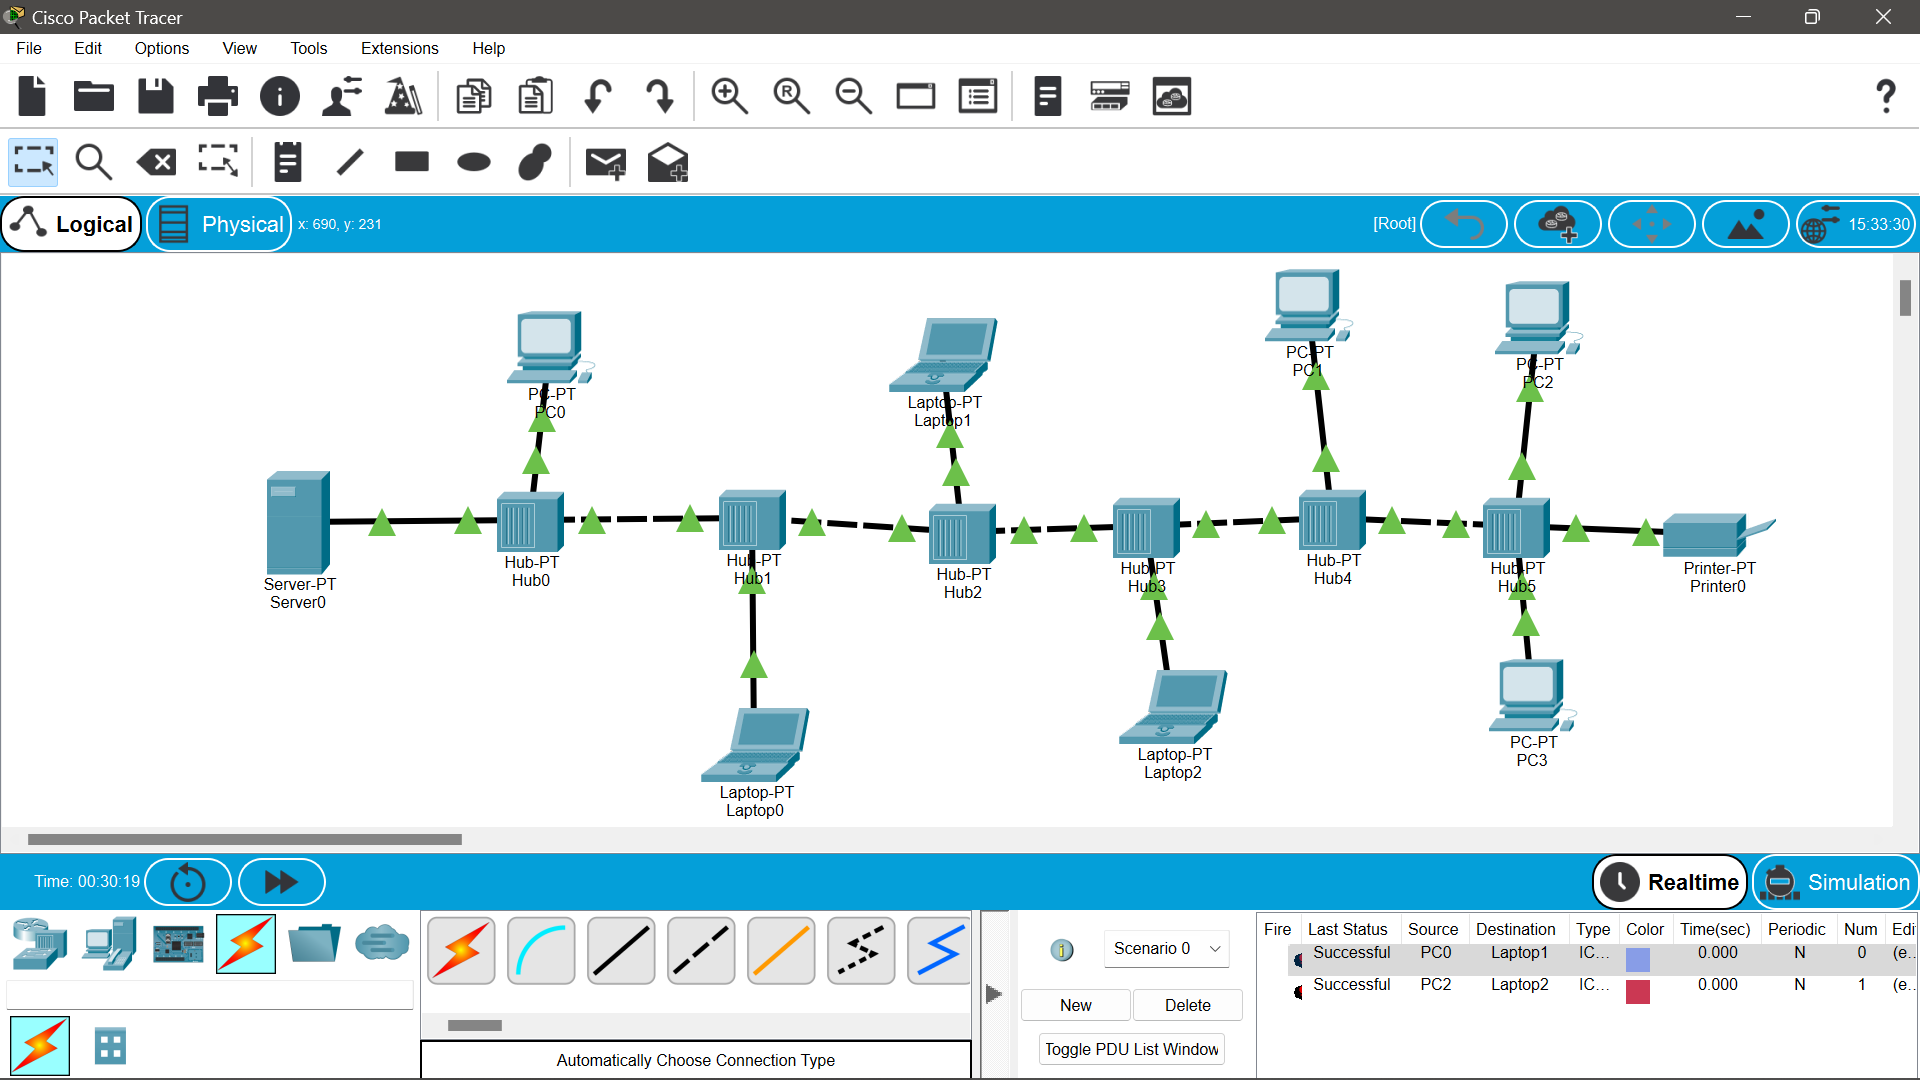 Cisco Packet Tracer
File Edit Options View Tools Extensions Help
Logical Physical x: 690, y: 231 [Root] 15:33:30
PC-PT
PC0
Laptop-PT
Laptop1
PC-PT
PC1
PC-PT
PC2
Server-PT
Server0
Hub-PT
Hub0
Hub-PT
Hub1
Hub-PT
Hub2
Hub-PT
Hub3
Hub-PT
Hub4
Hub-PT
Hub5
Printer-PT
Printer0
Laptop-PT
Laptop0
Laptop-PT
Laptop2
PC-PT
PC3
Time: 00:30:19 Realtime Simulation
Scenario 0
New Delete
Toggle PDU List Window
Automatically Choose Connection Type
Fire Last Status Source Destination Type Color Time(sec) Periodic Num Edi
Successful PC0 Laptop1 IC... 0.000 N 0 (e...
Successful PC2 Laptop2 IC... 0.000 N 1 (e...